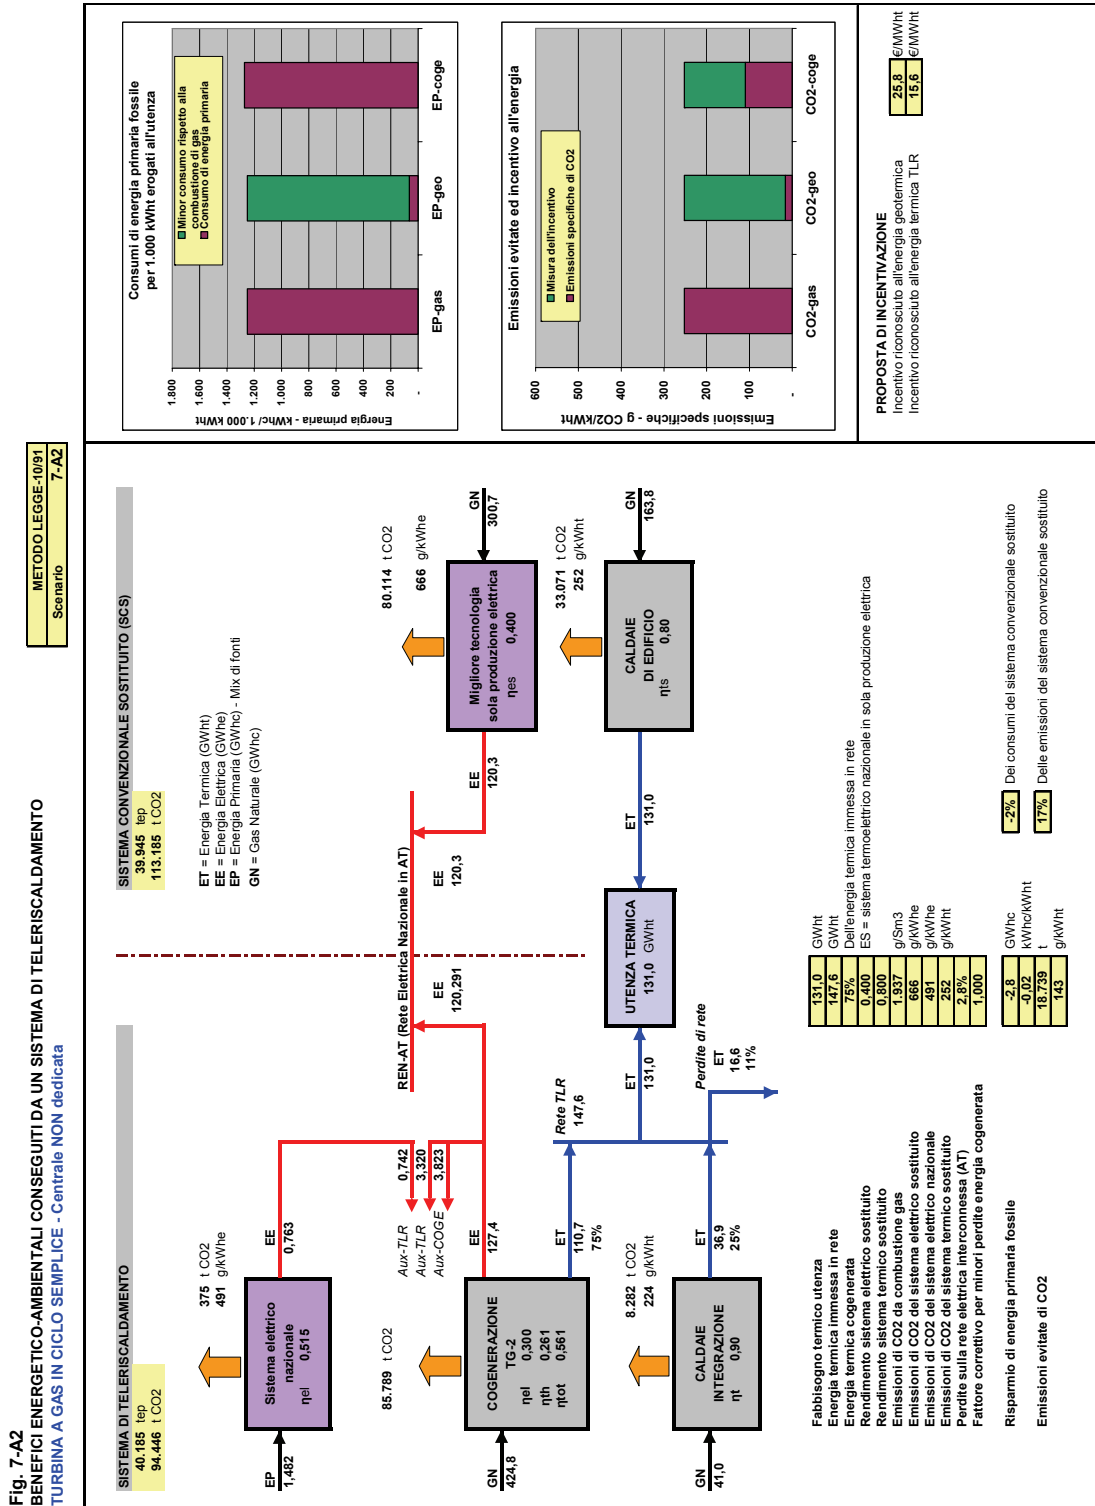 Fig. 7-A2
BENEFICI ENERGETICO-AMBIENTALI CONSEGUITI DA UN SISTEMA DI TELERISCALDAMENTO
TURBINA A GAS IN CICLO SEMPLICE - Centrale NON dedicata
METODO LEGGE-10/91
Scenario 7-A2
SISTEMA DI TELERISCALDAMENTO
40.185 tep
94.446 t CO2
SISTEMA CONVENZIONALE SOSTITUITO (SCS)
39.945 tep
113.185 t CO2
ET = Energia Termica (GWht)
EE = Energia Elettrica (GWhe)
EP = Energia Primaria (GWhc) - Mix di fonti
GN = Gas Naturale (GWhc)
375 t CO2
491 g/kWhe
EP
1,482
Sistema elettrico
nazionale
ηel 0,515
EE
0,763
0,742
3,320
3,823
Aux-TLR
Aux-TLR
Aux-COGE
REN-AT (Rete Elettrica Nazionale in AT)
EE
120,291
EE
120,3
EE
120,3
80.114 t CO2
666 g/kWhe
Migliore tecnologia
sola produzione elettrica
ηes 0,400
GN
300,7
85.789 t CO2
GN
424,8
COGENERAZIONE
TG-2
ηel 0,300
ηth 0,261
ηtot 0,561
EE
127,4
ET
110,7
75%
Rete TLR
147,6
ET
131,0
UTENZA TERMICA
131,0 GWht
ET
131,0
33.071 t CO2
252 g/kWht
CALDAIE
DI EDIFICIO
ηts 0,80
GN
163,8
8.282 t CO2
224 g/kWht
GN
41,0
CALDAIE
INTEGRAZIONE
ηt 0,90
ET
36,9
25%
Perdite di rete
ET
16,6
11%
Fabbisogno termico utenza 131,0 GWht
Energia termica immessa in rete 147,6 GWht
Energia termica cogenerata 75% Dell'energia termica immessa in rete
Rendimento sistema elettrico sostituito 0,400 ES = sistema termoelettrico nazionale in sola produzione elettrica
Rendimento sistema termico sostituito 0,800
Emissioni di CO2 da combustione gas 1.937 g/Sm3
Emissioni di CO2 del sistema elettrico sostituito 666 g/kWhe
Emissioni di CO2 del sistema elettrico nazionale 491 g/kWhe
Emissioni di CO2 del sistema termico sostituito 252 g/kWht
Perdite sulla rete elettrica interconnessa (AT) 2,8%
Fattore correttivo per minori perdite energia cogenerata 1,000
Risparmio di energia primaria fossile -2,8 GWhc -2% Dei consumi del sistema convenzionale sostituito
-0,02 kWhc/kWht
Emissioni evitate di CO2 18.739 t 17% Delle emissioni del sistema convenzionale sostituito
143 g/kWht
Consumi di energia primaria fossile
per 1.000 kWht erogati all'utenza
Energia primaria - kWhc/ 1.000 kWht
1.800
1.600
1.400
1.200
1.000
800
600
400
200
-
Minor consumo rispetto alla
combustione di gas
Consumo di energia primaria
EP-gas
EP-geo
EP-coge
Emissioni evitate ed incentivo all'energia
Emissioni specifiche - g CO2/kWht
600
500
400
300
200
100
-
Misura dell'incentivo
Emissioni specifiche di CO2
CO2-gas
CO2-geo
CO2-coge
PROPOSTA DI INCENTIVAZIONE
Incentivo riconosciuto all'energia geotermica 25,8 €/MWht
Incentivo riconosciuto all'energia termica TLR 15,6 €/MWht